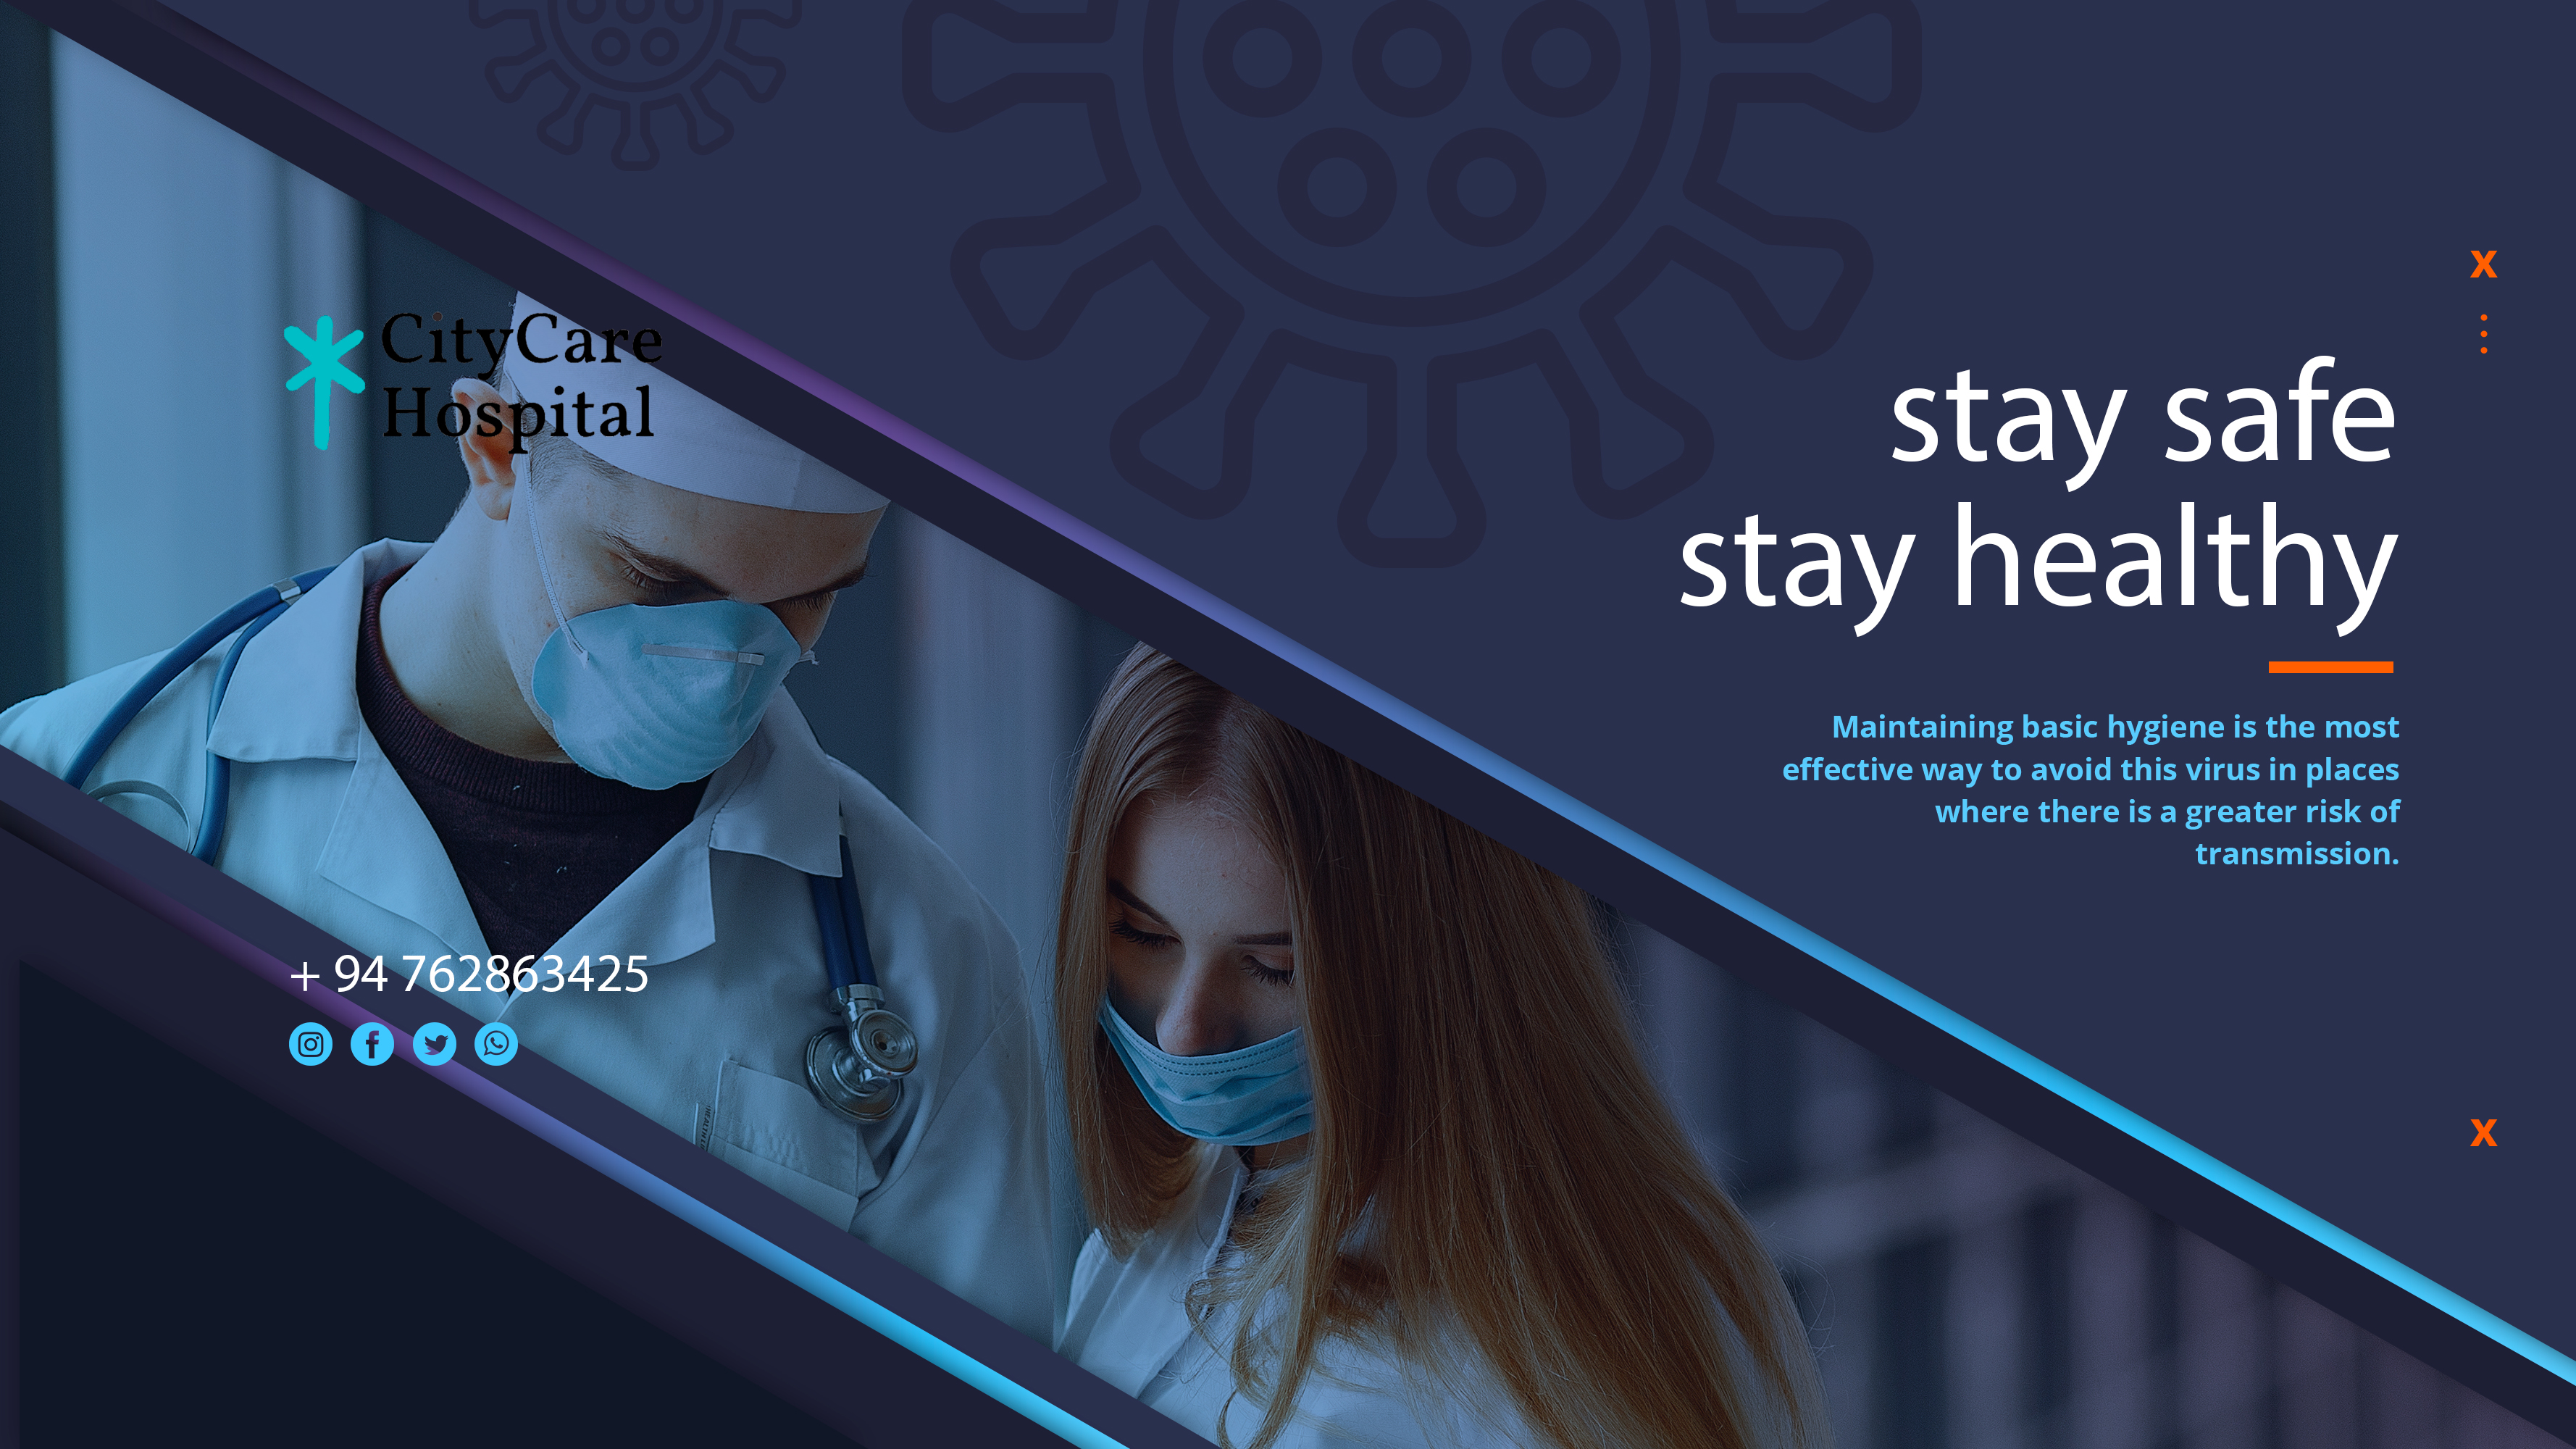 CityCare
Hospital
x
stay safe
stay healthy
Maintaining basic hygiene is the most
effective way to avoid this virus in places
where there is a greater risk of
transmission.
+ 94 762863425
x